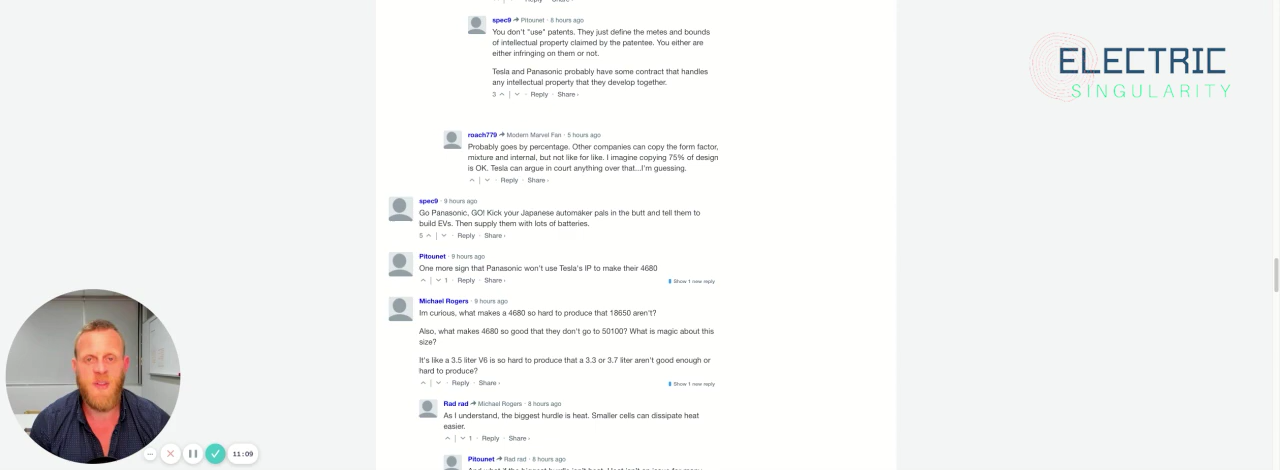 spec9 Pitounet · 8 hours ago
You don't "use" patents. They just define the metes and bounds
of intellectual property claimed by the patentee. You either are
either infringing on them or not.
Tesla and Panasonic probably have some contract that handles
any intellectual property that they develop together.
3 | · Reply · Share ›
ELECTRIC
SINGULARITY
roach779 Modern Marvel Fan · 5 hours ago
Probably goes by percentage. Other companies can copy the form factor,
mixture and internal, but not like for like. I imagine copying 75% of design
is OK. Tesla can argue in court anything over that...I'm guessing.
| · Reply · Share ›
spec9 · 9 hours ago
Go Panasonic, GO! Kick your Japanese automaker pals in the butt and tell them to
build EVs. Then supply them with lots of batteries.
5 | · Reply · Share ›
Pitounet · 9 hours ago
One more sign that Panasonic won't use Tesla's IP to make their 4680
| 1 · Reply · Share › Show 1 new reply
Michael Rogers · 9 hours ago
Im curious, what makes a 4680 so hard to produce that 18650 aren't?
Also, what makes 4680 so good that they don't go to 50100? What is magic about this
size?
It's like a 3.5 liter V6 is so hard to produce that a 3.3 or 3.7 liter aren't good enough or
hard to produce?
| · Reply · Share › Show 1 new reply
Rad rad Michael Rogers · 8 hours ago
As I understand, the biggest hurdle is heat. Smaller cells can dissipate heat
easier.
| 1 · Reply · Share ›
Pitounet Rad rad · 8 hours ago
11:09